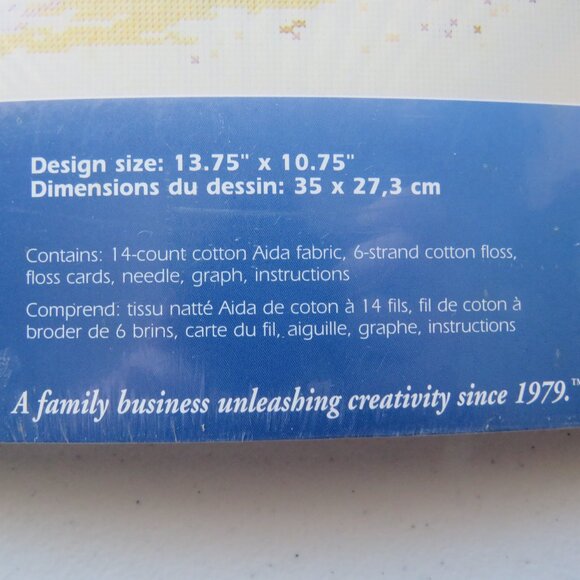 Design size: 13.75" x 10.75"
Dimensions du dessin: 35 x 27,3 cm
Contains: 14-count cotton Aida fabric, 6-strand cotton floss,
floss cards, needle, graph, instructions
Comprend: tissu natté Aida de coton à 14 fils, fil de coton à
broder de 6 brins, carte du fil, aiguille, graphe, instructions
A family business unleashing creativity since 1979.™